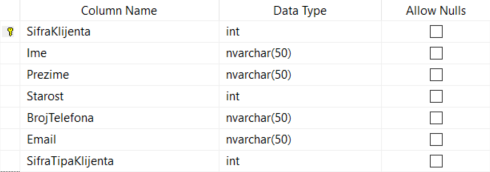 Column Name Data Type Allow Nulls
SifraKlijenta int
Ime nvarchar(50)
Prezime nvarchar(50)
Starost int
BrojTelefona nvarchar(50)
Email nvarchar(50)
SifraTipaKlijenta int